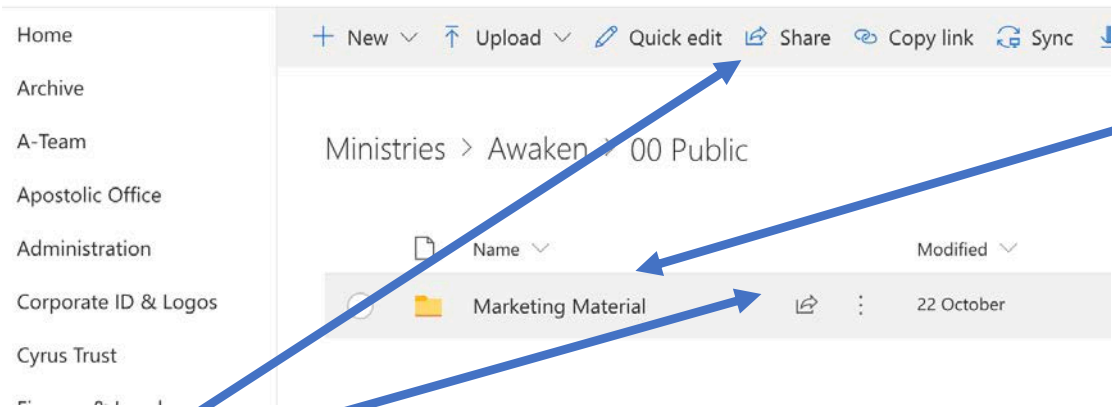 Home
Archive
A-Team
Apostolic Office
Administration
Corporate ID & Logos
Cyrus Trust
New Upload Quick edit Share Copy link Sync
Ministries > Awaken > 00 Public
Name Modified
Marketing Material 22 October